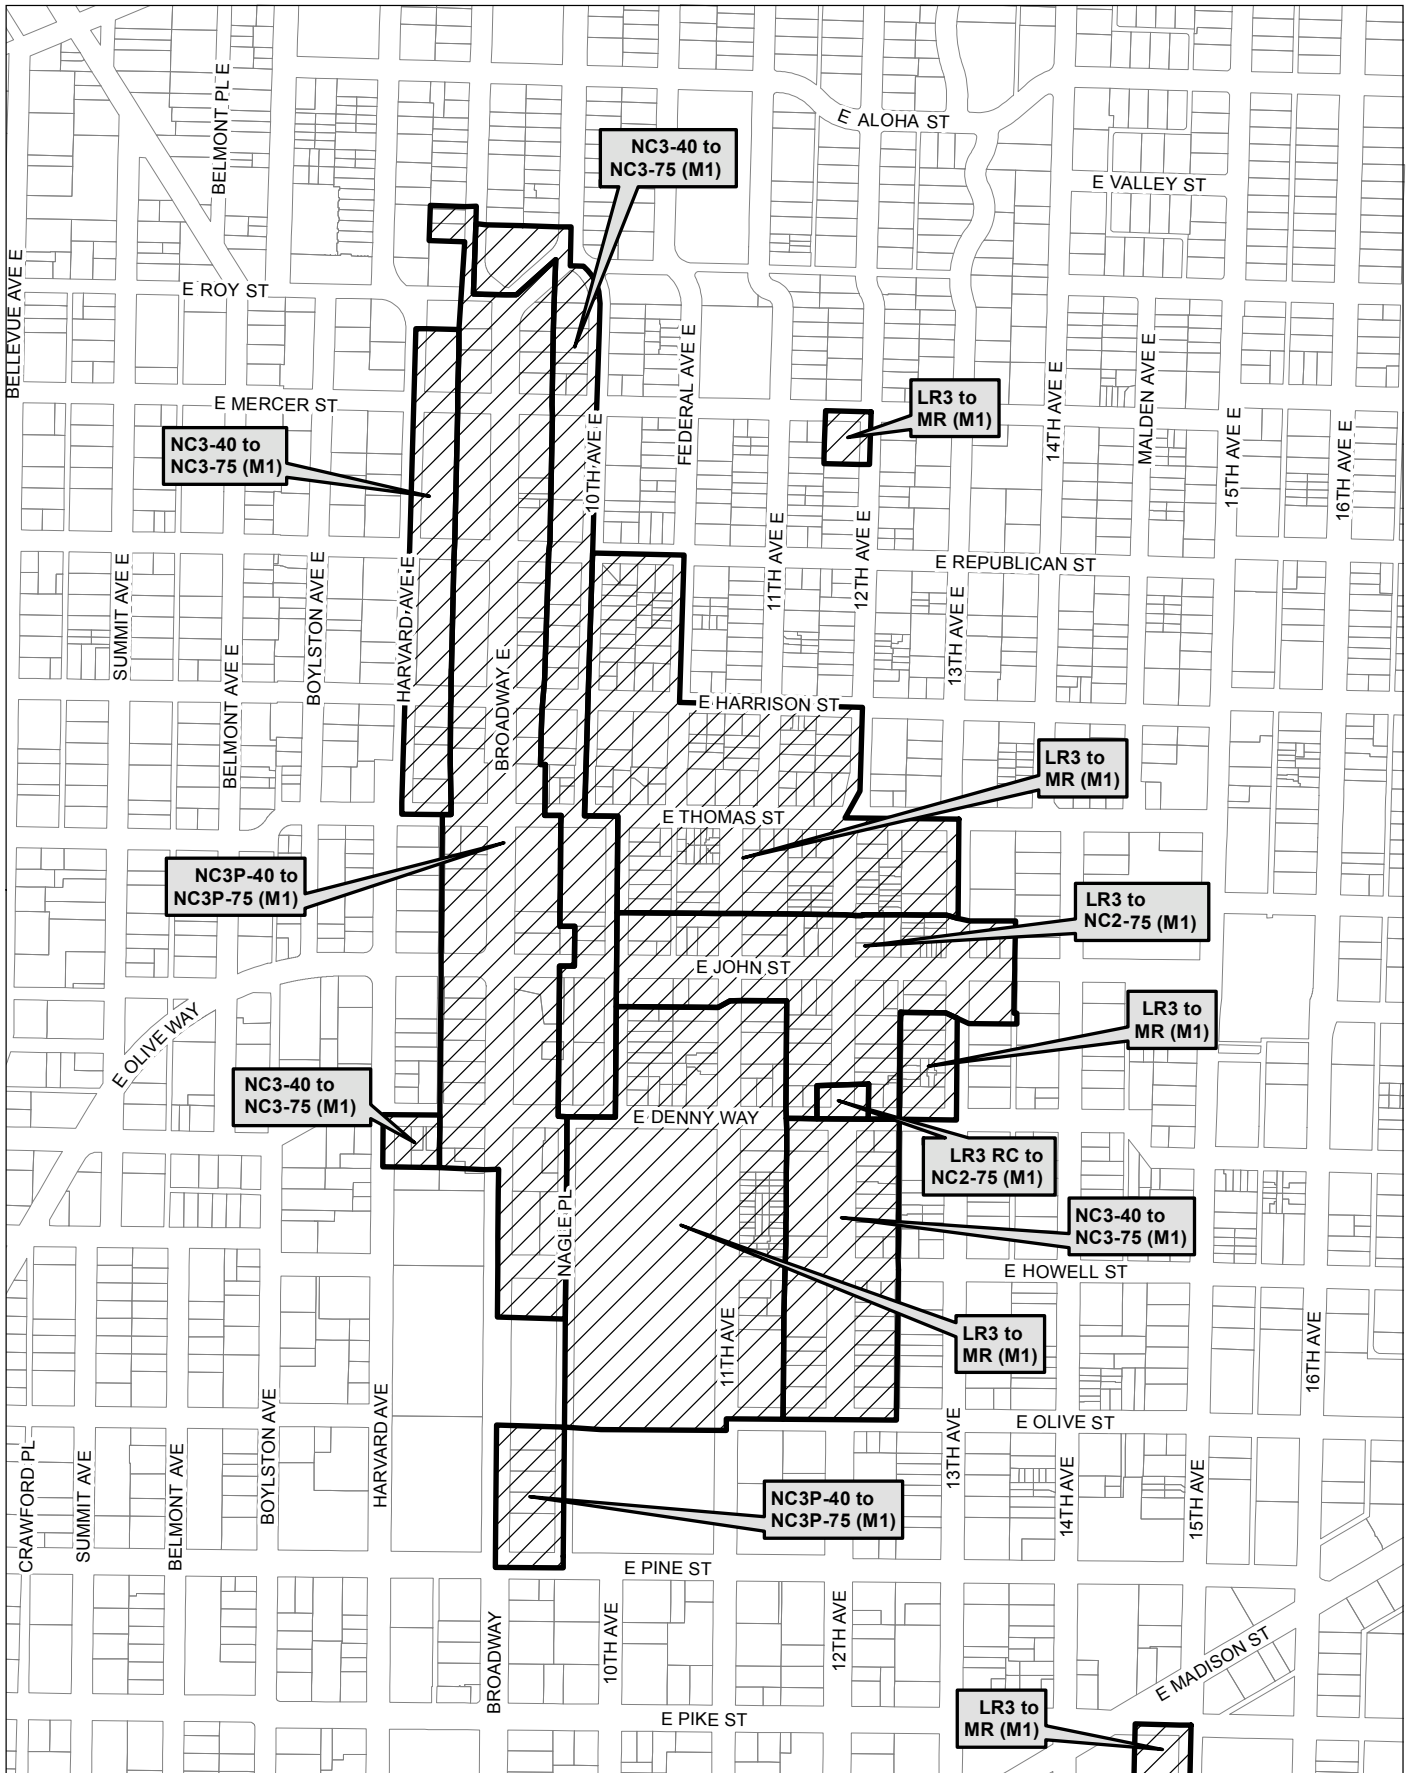 BELMONT PL E
E ALOHA ST
NC3-40 to
NC3-75 (M1)
E VALLEY ST
BELLEVUE AVE E
E ROY ST
FEDERAL AVE E
14TH AVE E
MALDEN AVE E
E MERCER ST
LR3 to
MR (M1)
10TH AVE E
15TH AVE E
16TH AVE E
NC3-40 to
NC3-75 (M1)
11TH AVE E
12TH AVE E
E REPUBLICAN ST
SUMMIT AVE E
BOYLSTON AVE E
HARVARD AVE E
13TH AVE E
BELMONT AVE E
BROADWAY E
E HARRISON ST
LR3 to
MR (M1)
E THOMAS ST
NC3P-40 to
NC3P-75 (M1)
LR3 to
NC2-75 (M1)
E JOHN ST
E OLIVE WAY
LR3 to
MR (M1)
NC3-40 to
NC3-75 (M1)
E DENNY WAY
LR3 RC to
NC2-75 (M1)
NAGLE PL
NC3-40 to
NC3-75 (M1)
E HOWELL ST
LR3 to
MR (M1)
11TH AVE
16TH AVE
E OLIVE ST
CRAWFORD PL
SUMMIT AVE
BELMONT AVE
BOYLSTON AVE
HARVARD AVE
13TH AVE
14TH AVE
15TH AVE
NC3P-40 to
NC3P-75 (M1)
E PINE ST
BROADWAY
10TH AVE
12TH AVE
E MADISON ST
E PIKE ST
LR3 to
MR (M1)